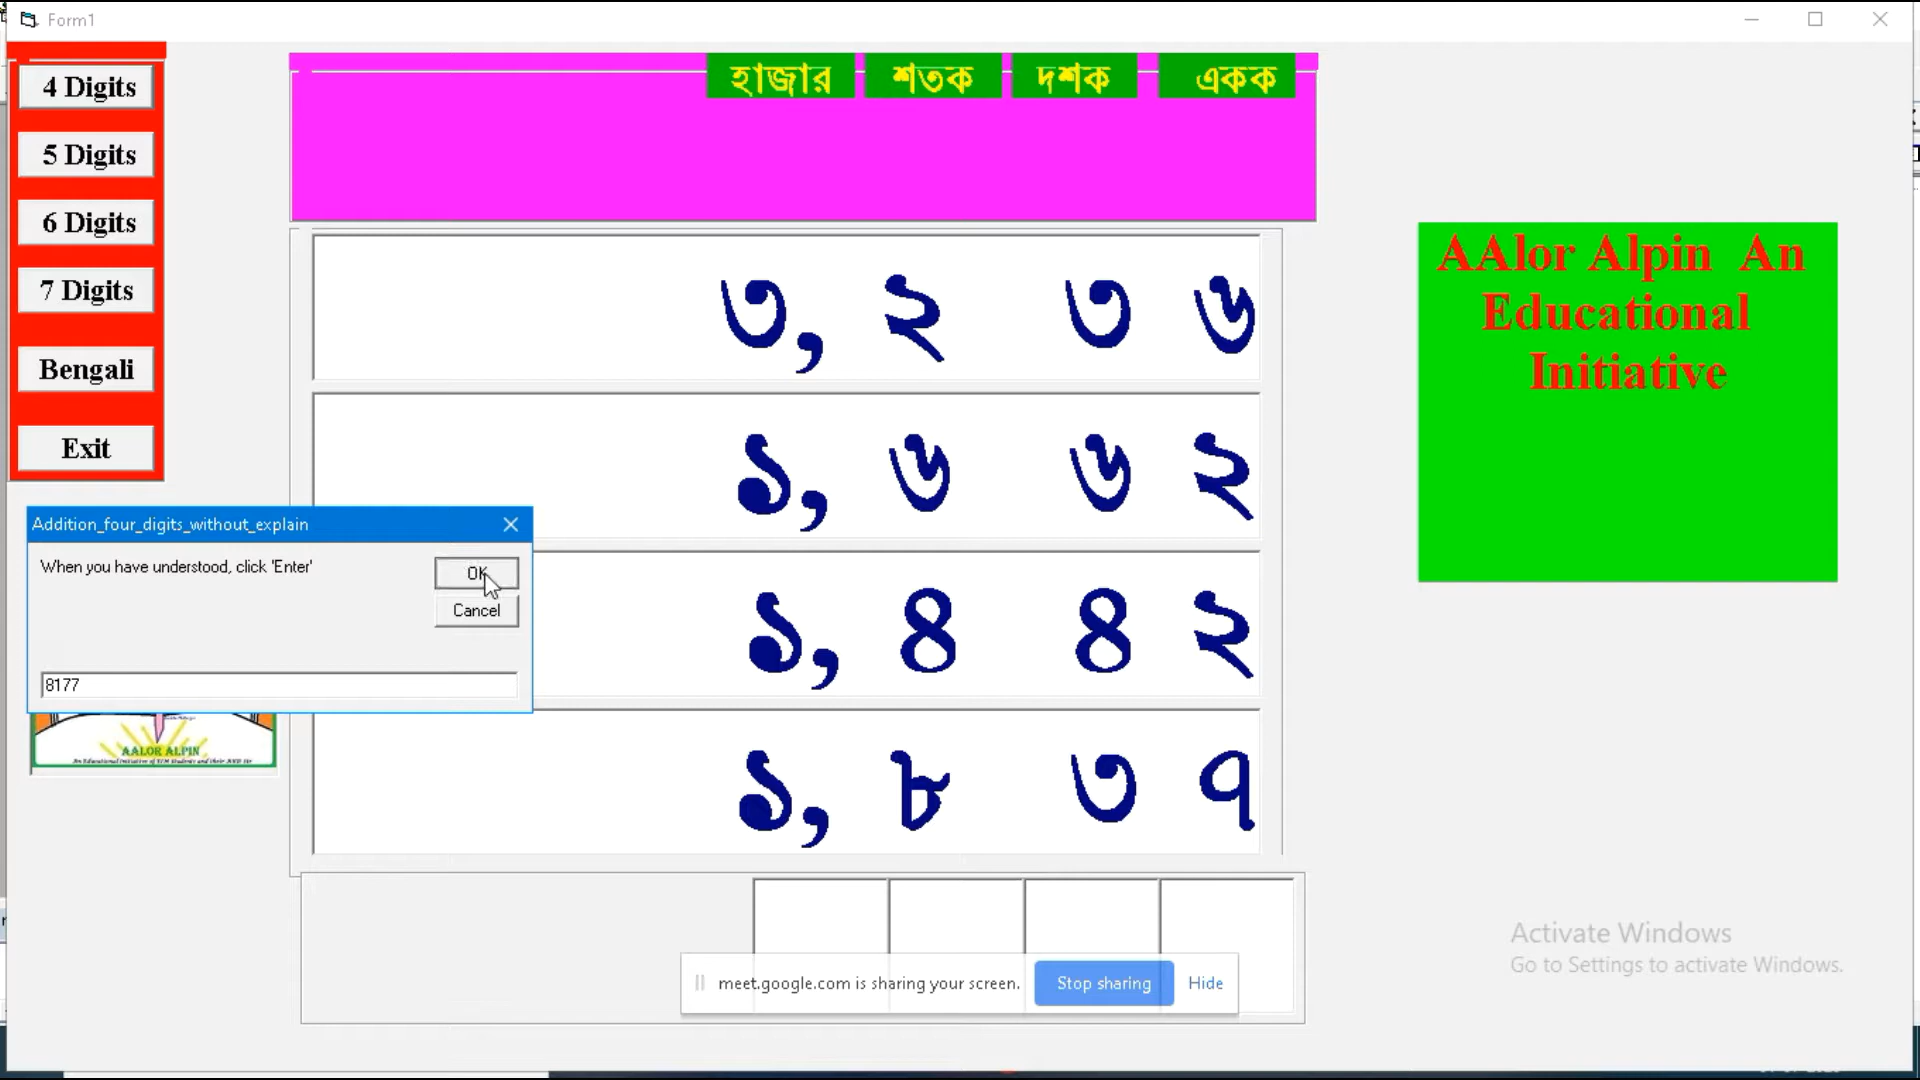 Form1
4 Digits
5 Digits
6 Digits
7 Digits
Bengali
Exit
হাজার শতক দশক একক
৩, ২ ৩ ৬
১, ৬ ৬ ২
১, ৪ ৪ ২
১, ৮ ৩ ৭
AAlor Alpin An
Educational
Initiative
Addition_four_digits_without_explain
When you have understood, click 'Enter'
OK
Cancel
8177
AALOR ALPIN
meet.google.com is sharing your screen.
Stop sharing
Hide
Activate Windows
Go to Settings to activate Windows.